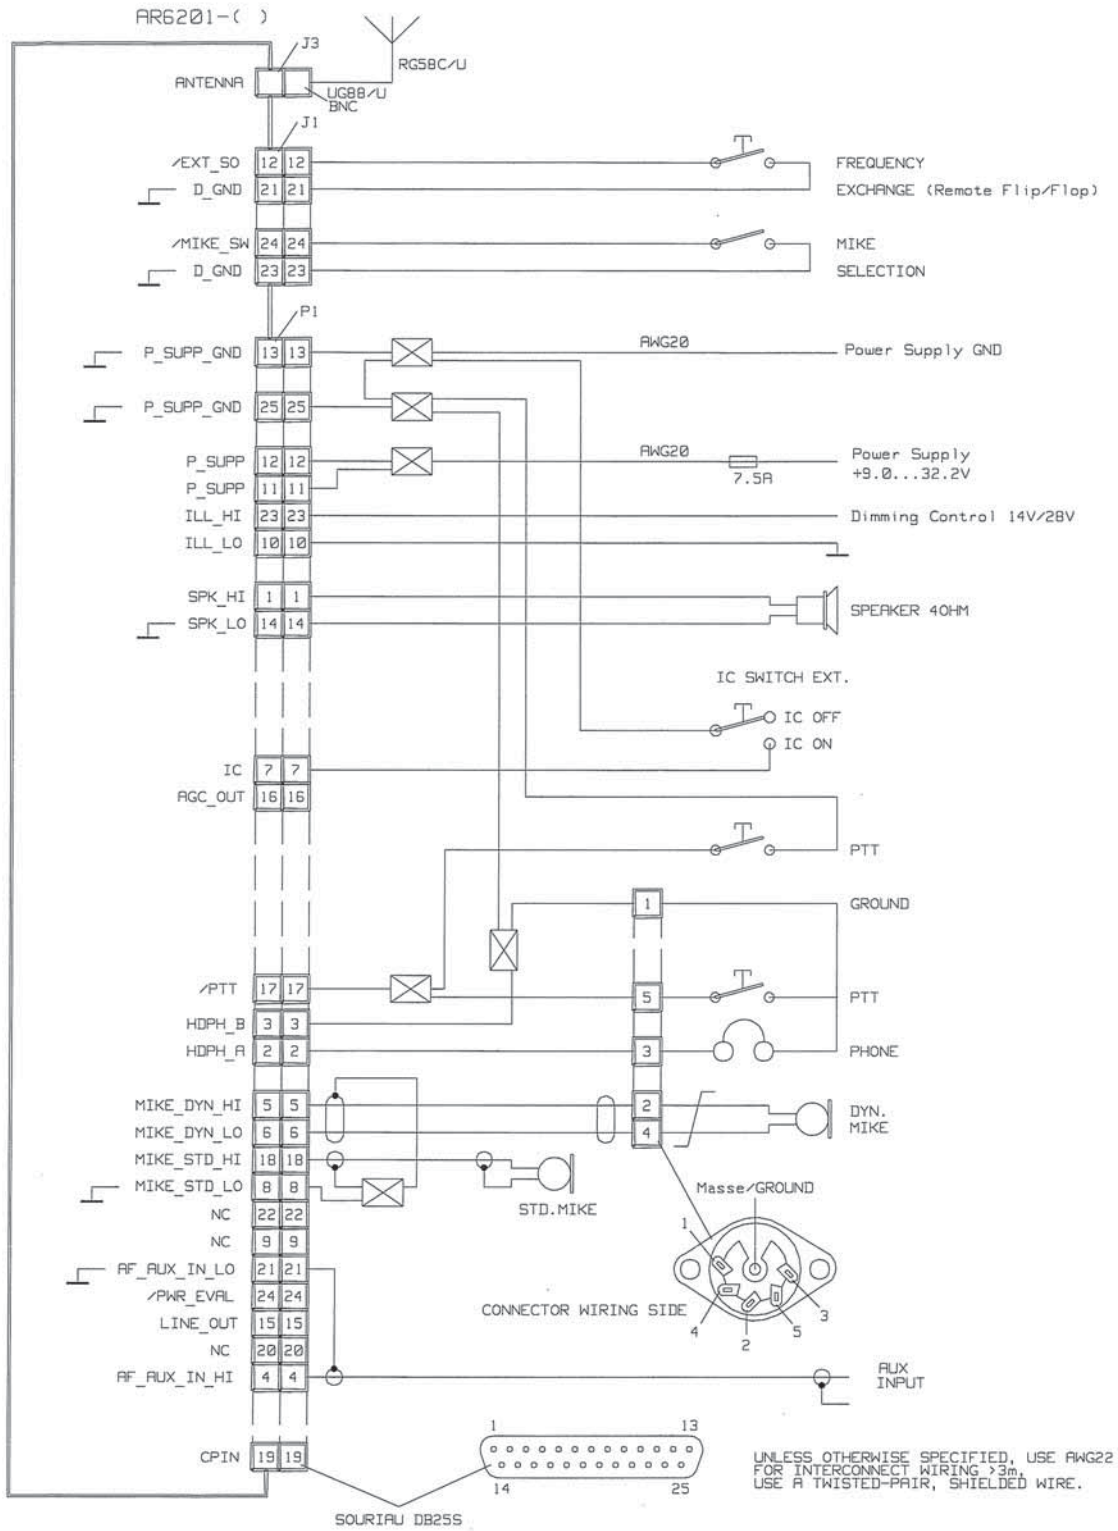 AR6201-( )
J3
ANTENNA
RG58C/U
UG88/U
BNC
J1
/EXT_SO 12 12 FREQUENCY
D_GND 21 21 EXCHANGE (Remote Flip/Flop)
/MIKE_SW 24 24 MIKE
D_GND 23 23 SELECTION
P1
P_SUPP_GND 13 13 AWG20 Power Supply GND
P_SUPP_GND 25 25
P_SUPP 12 12 AWG20 Power Supply
+9.0...32.2V
7.5A
P_SUPP 11 11
ILL_HI 23 23 Dimming Control 14V/28V
ILL_LO 10 10
SPK_HI 1 1
SPEAKER 4OHM
SPK_LO 14 14
IC SWITCH EXT.
IC OFF
IC ON
IC 7 7
AGC_OUT 16 16
PTT
1 GROUND
/PTT 17 17 5 PTT
HDPH_B 3 3
HDPH_A 2 2 3 PHONE
MIKE_DYN_HI 5 5 2 DYN.
MIKE
MIKE_DYN_LO 6 6 4
MIKE_STD_HI 18 18
MIKE_STD_LO 8 8
STD.MIKE
Masse/GROUND
NC 22 22
1
NC 9 9
AF_AUX_IN_LO 21 21
/PWR_EVAL 24 24
CONNECTOR WIRING SIDE
3
LINE_OUT 15 15
4 2 5
NC 20 20
AF_AUX_IN_HI 4 4 AUX
INPUT
CPIN 19 19
1 13
14 25
SOURIAU DB25S
UNLESS OTHERWISE SPECIFIED, USE AWG22
FOR INTERCONNECT WIRING >3m,
USE A TWISTED-PAIR, SHIELDED WIRE.